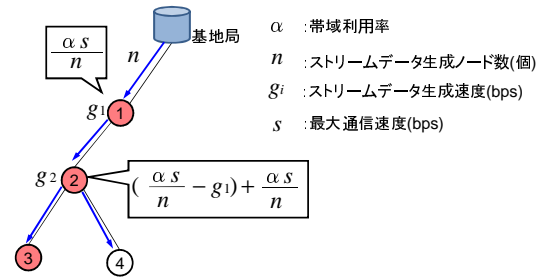 基地局
αs/n
n
g1
1
g2
2
(αs/n − g1) + αs/n
3
4
α :帯域利用率
n :ストリームデータ生成ノード数(個)
gi :ストリームデータ生成速度(bps)
s :最大通信速度(bps)